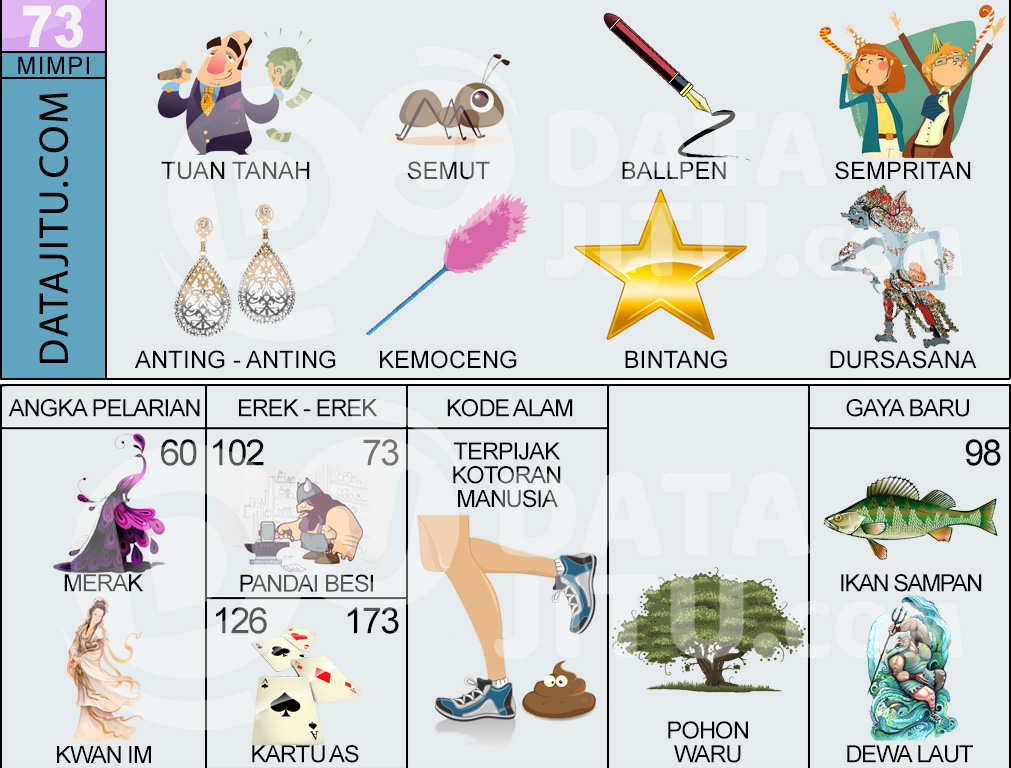 73
MIMPI
DATAJITU.COM
TUAN TANAH
SEMUT
BALLPEN
SEMPRITAN
ANTING - ANTING
KEMOCENG
BINTANG
DURSASANA
DATA
JITU.com
ANGKA PELARIAN
EREK - EREK
KODE ALAM
GAYA BARU
60
MERAK
KWAN IM
102
73
PANDAI BESI
126
173
A
A
KARTU AS
TERPIJAK
KOTORAN
MANUSIA
POHON
WARU
98
IKAN SAMPAN
DEWA LAUT
DATA
JITU.com